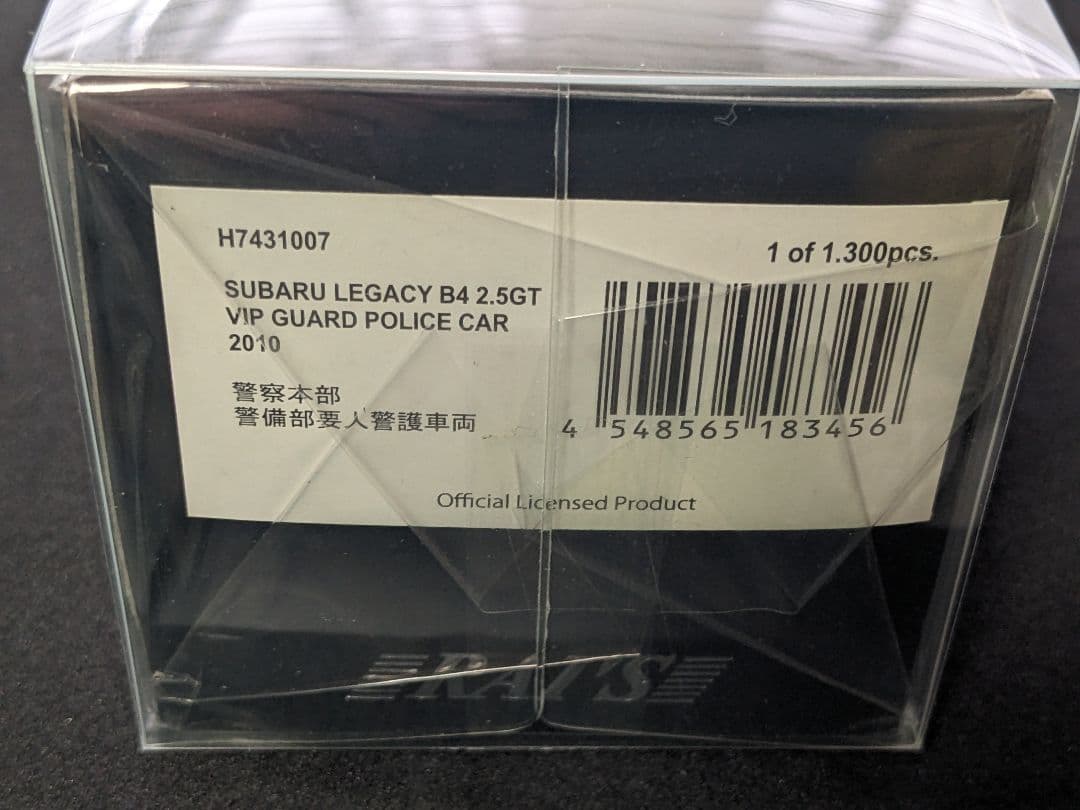 H7431007
1 of 1.300pcs.
SUBARU LEGACY B4 2.5GT
VIP GUARD POLICE CAR
2010
警察本部
警備部要人警護車両
4 548565 183456
Official Licensed Product
RAI'S